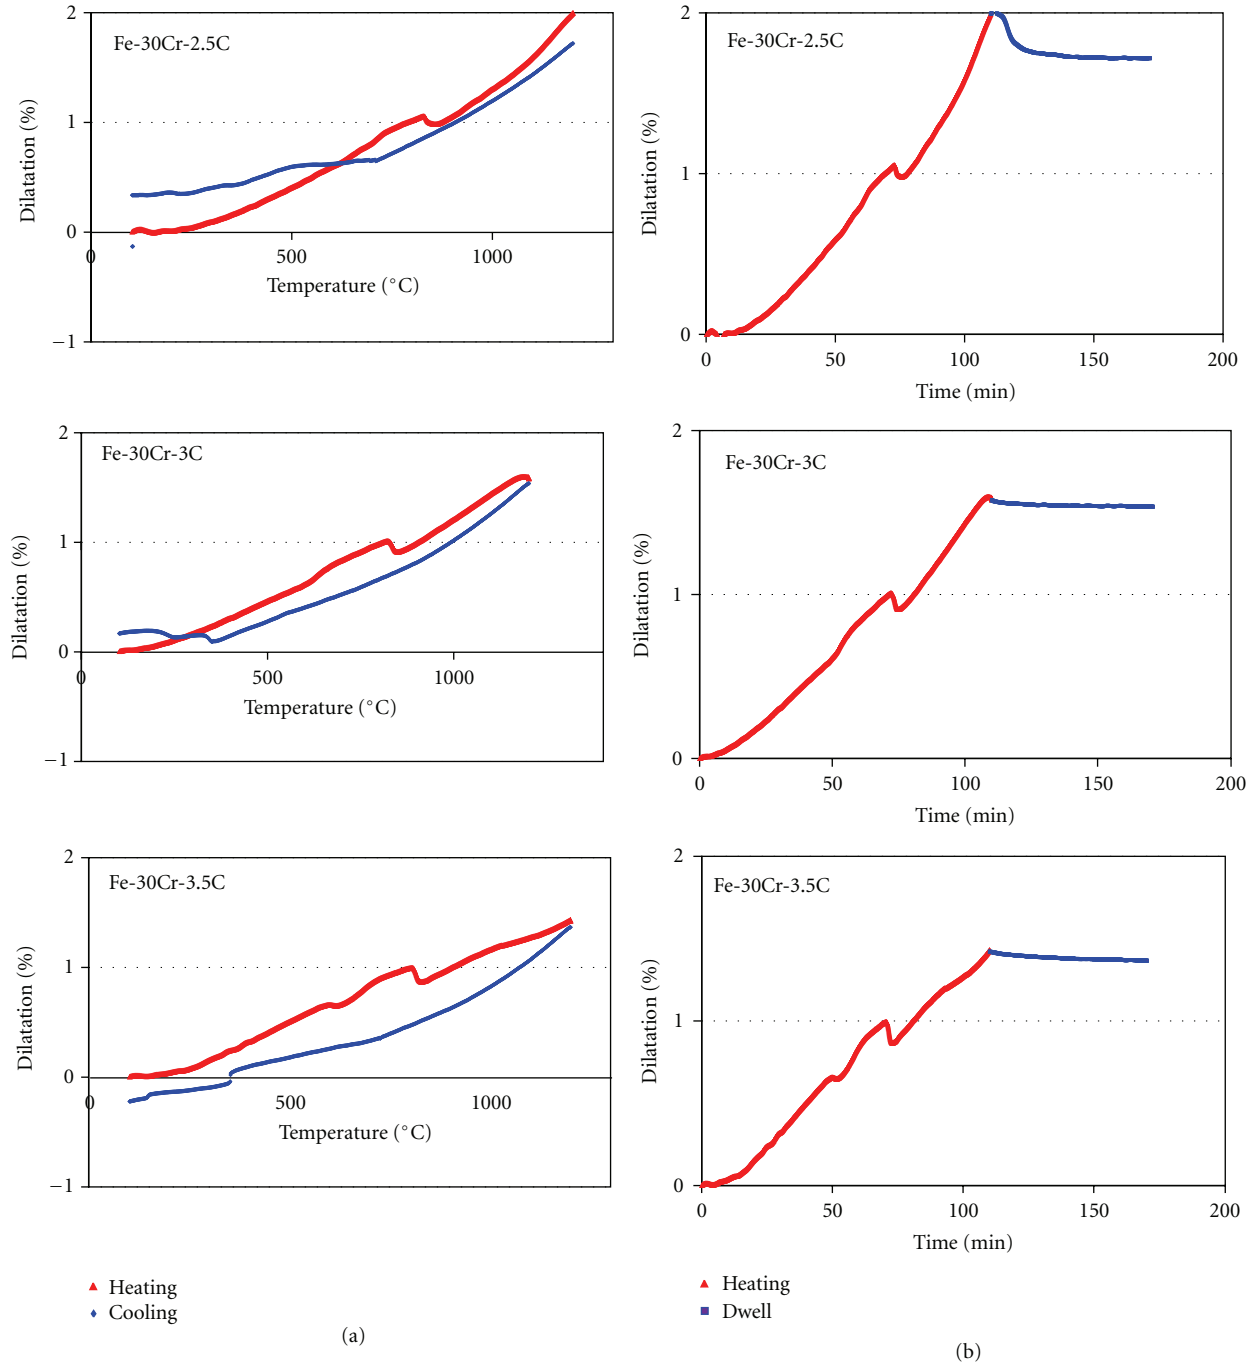 2
Fe-30Cr-2.5C
1
0
−1
Dilatation (%)
0
500
1000
Temperature (°C)
2
Fe-30Cr-2.5C
1
0
Dilatation (%)
0
50
100
150
200
Time (min)
2
Fe-30Cr-3C
1
0
−1
Dilatation (%)
0
500
1000
Temperature (°C)
2
Fe-30Cr-3C
1
0
Dilatation (%)
0
50
100
150
200
Time (min)
2
Fe-30Cr-3.5C
1
0
−1
Dilatation (%)
0
500
1000
Temperature (°C)
2
Fe-30Cr-3.5C
1
0
Dilatation (%)
0
50
100
150
200
Time (min)
Heating
Cooling
(a)
Heating
Dwell
(b)